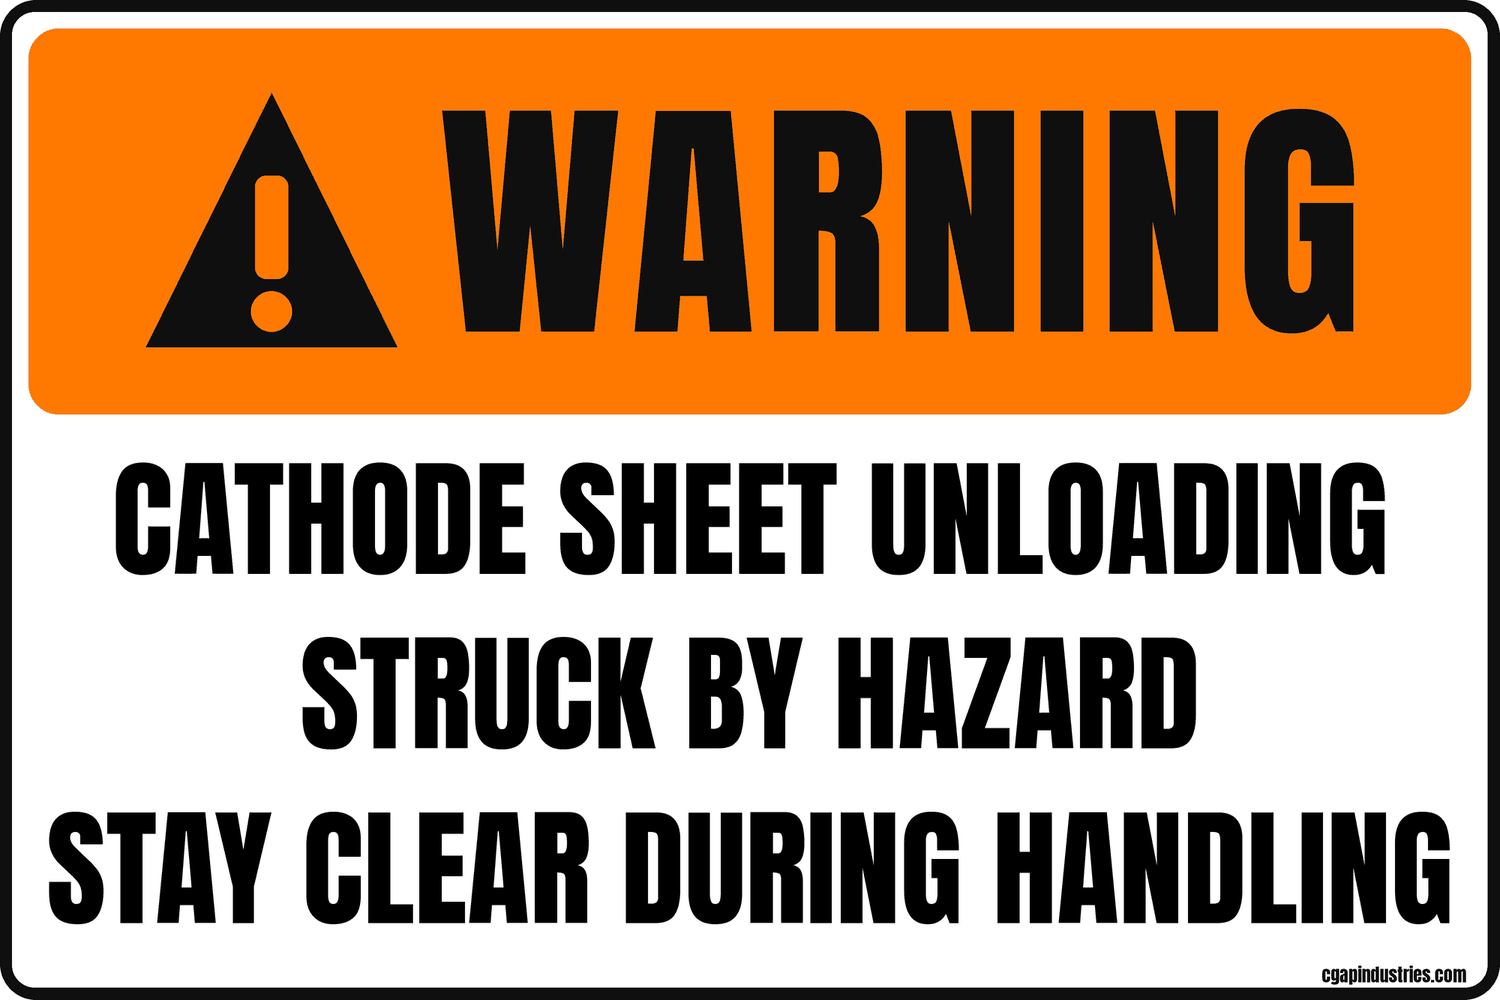 WARNING
CATHODE SHEET UNLOADING
STRUCK BY HAZARD
STAY CLEAR DURING HANDLING
cgapindustries.com